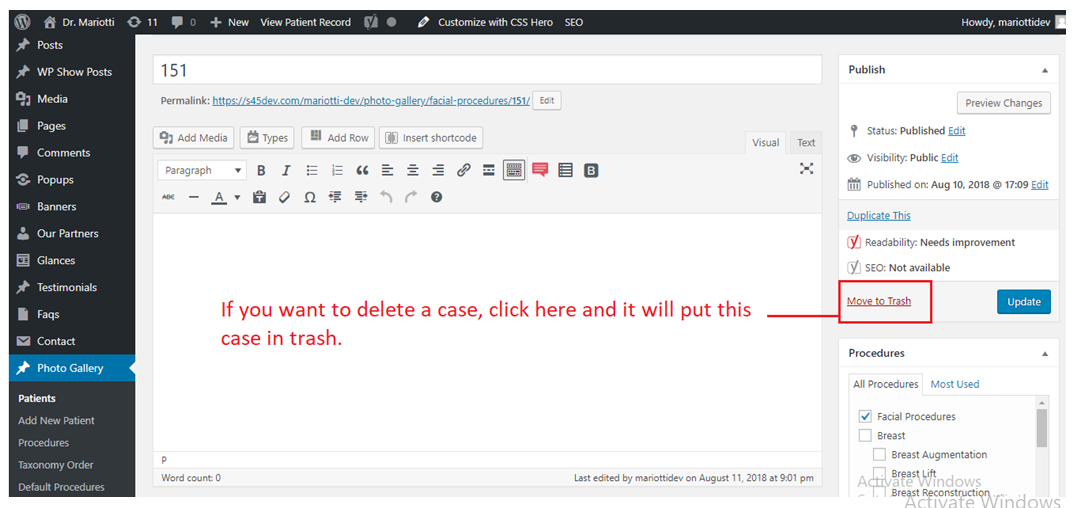 Dr. Mariotti 11 0 New View Patient Record Customize with CSS Hero SEO Howdy, mariottidev
Posts
WP Show Posts
Media
Pages
Comments
Popups
Banners
Our Partners
Glances
Testimonials
Faqs
Contact
Photo Gallery
Patients
Add New Patient
Procedures
Taxonomy Order
Default Procedures
151
Permalink: https://s45dev.com/mariotti-dev/photo-gallery/facial-procedures/151/ Edit
Add Media Types Add Row Insert shortcode
Visual Text
Paragraph B I B
ABC A Ω
If you want to delete a case, click here and it will put this
case in trash.
P
Word count: 0 Last edited by mariottidev on August 11, 2018 at 9:01 pm
Publish
Preview Changes
Status: Published Edit
Visibility: Public Edit
Published on: Aug 10, 2018 @ 17:09 Edit
Duplicate This
Readability: Needs improvement
SEO: Not available
Move to Trash Update
Procedures
All Procedures Most Used
Facial Procedures
Breast
Breast Augmentation
Breast Lift
Activate Windows
Breast Reconstruction
Activate Windows